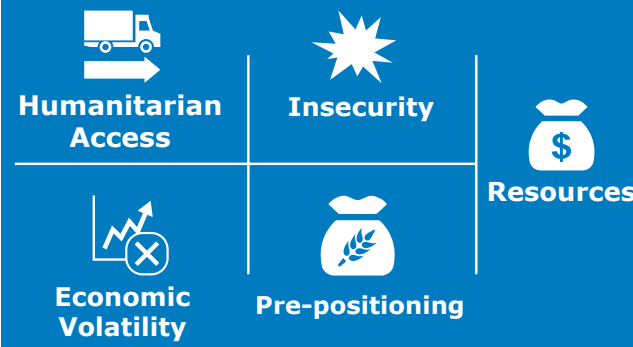 Humanitarian
Access
Insecurity
$
Resources
Economic
Volatility
Pre-positioning